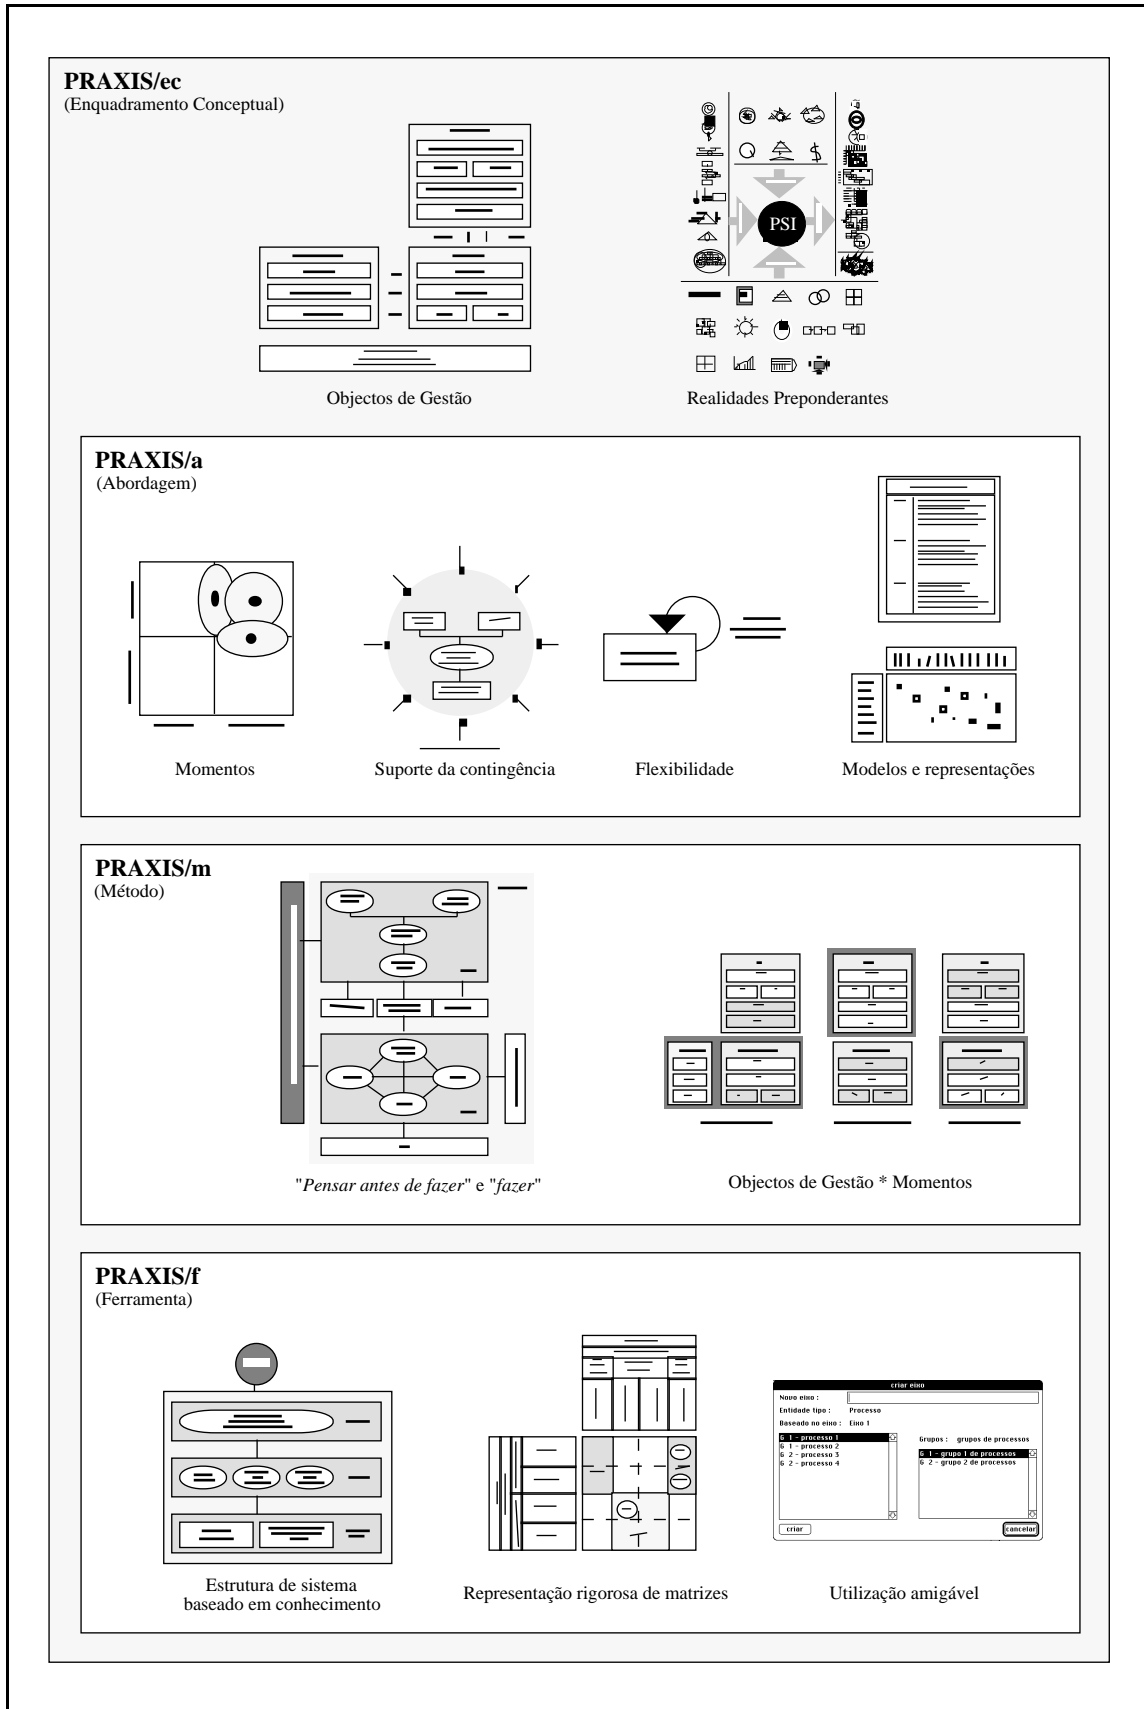 PRAXIS/ec
(Enquadramento Conceptual)
PSI
$
Objectos de Gestão
Realidades Preponderantes
PRAXIS/a
(Abordagem)
Momentos
Suporte da contingência
Flexibilidade
Modelos e representações
PRAXIS/m
(Método)
"Pensar antes de fazer" e "fazer"
Objectos de Gestão * Momentos
PRAXIS/f
(Ferramenta)
criar eixo
Novo eixo :
Entidade tipo : Processo
Baseado no eixo : Eixo 1
G 1 - processo 1
G 1 - processo 2
G 2 - processo 3
G 2 - processo 4
Grupos : grupos de processos
G 1 - grupo 1 de processos
G 2 - grupo 2 de processos
criar
cancelar
Estrutura de sistema
baseado em conhecimento
Representação rigorosa de matrizes
Utilização amigável